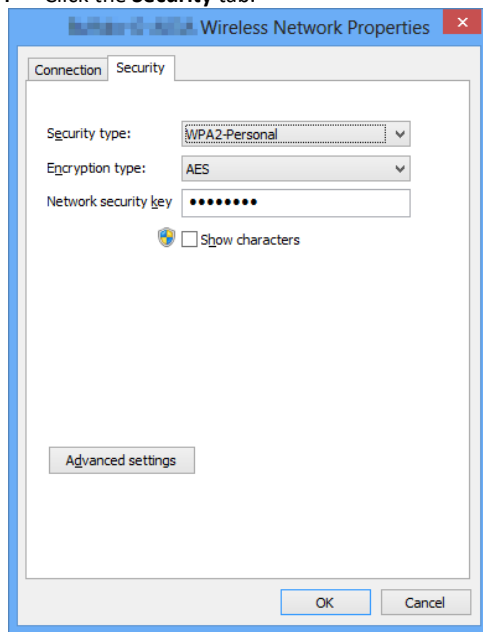 Click the Security tab.
Wireless Network Properties
Connection Security
Security type: WPA2-Personal
Encryption type: AES
Network security key ••••••••
Show characters
Advanced settings
OK Cancel